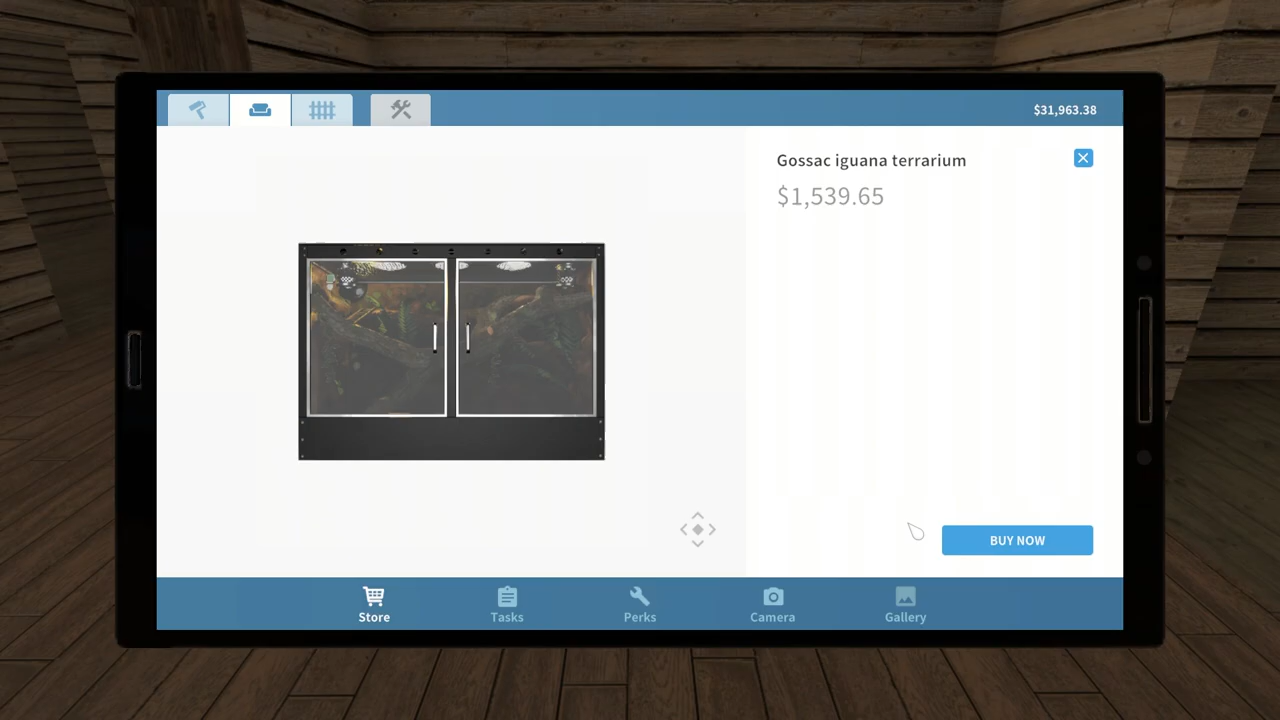 $31,963.38
Gossac iguana terrarium
$1,539.65
BUY NOW
Store
Tasks
Perks
Camera
Gallery